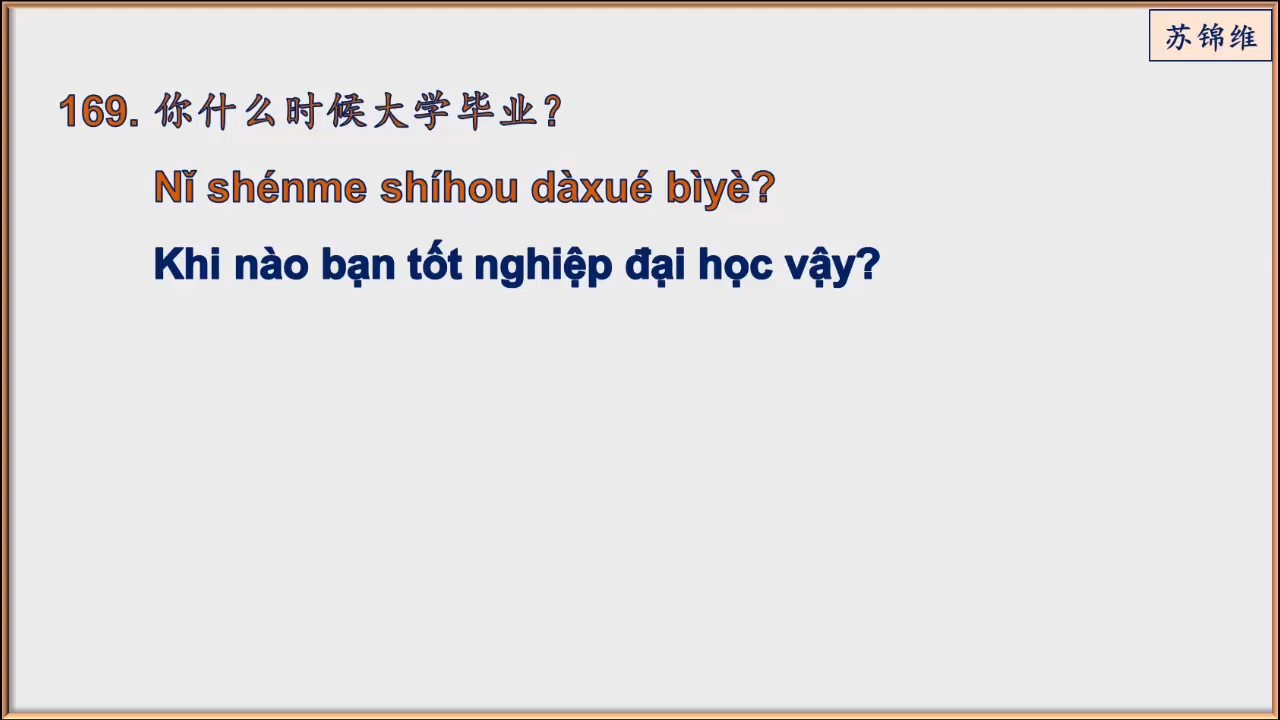 苏锦维
169. 你什么时候大学毕业？
Nǐ shénme shíhou dàxué bìyè?
Khi nào bạn tốt nghiệp đại học vậy?